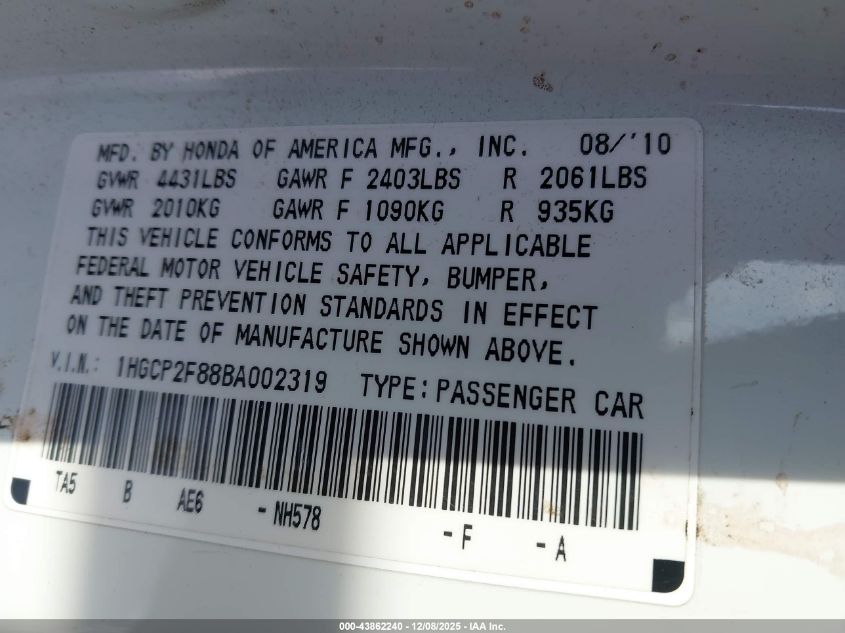 MFD. BY HONDA OF AMERICA MFG., INC. 08/'10
GVWR 4431LBS GAWR F 2403LBS R 2061LBS
GVWR 2010KG GAWR F 1090KG R 935KG
THIS VEHICLE CONFORMS TO ALL APPLICABLE
FEDERAL MOTOR VEHICLE SAFETY, BUMPER,
AND THEFT PREVENTION STANDARDS IN EFFECT
ON THE DATE OF MANUFACTURE SHOWN ABOVE.
V.I.N.: 1HGCP2F88BA002319 TYPE: PASSENGER CAR
TA5 B AE6 - NH578 - F - A
000-43862240 - 12/08/2025 - IAA Inc.